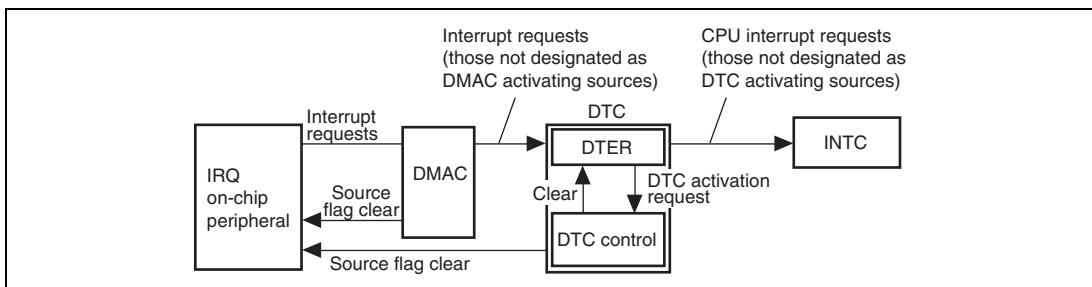 Interrupt requests
(those not designated as
DMAC activating sources)
CPU interrupt requests
(those not designated as
DTC activating sources)
Interrupt
requests
DTC
DTER
INTC
IRQ
on-chip
peripheral
DMAC
Source
flag clear
Clear
DTC activation
request
DTC control
Source flag clear